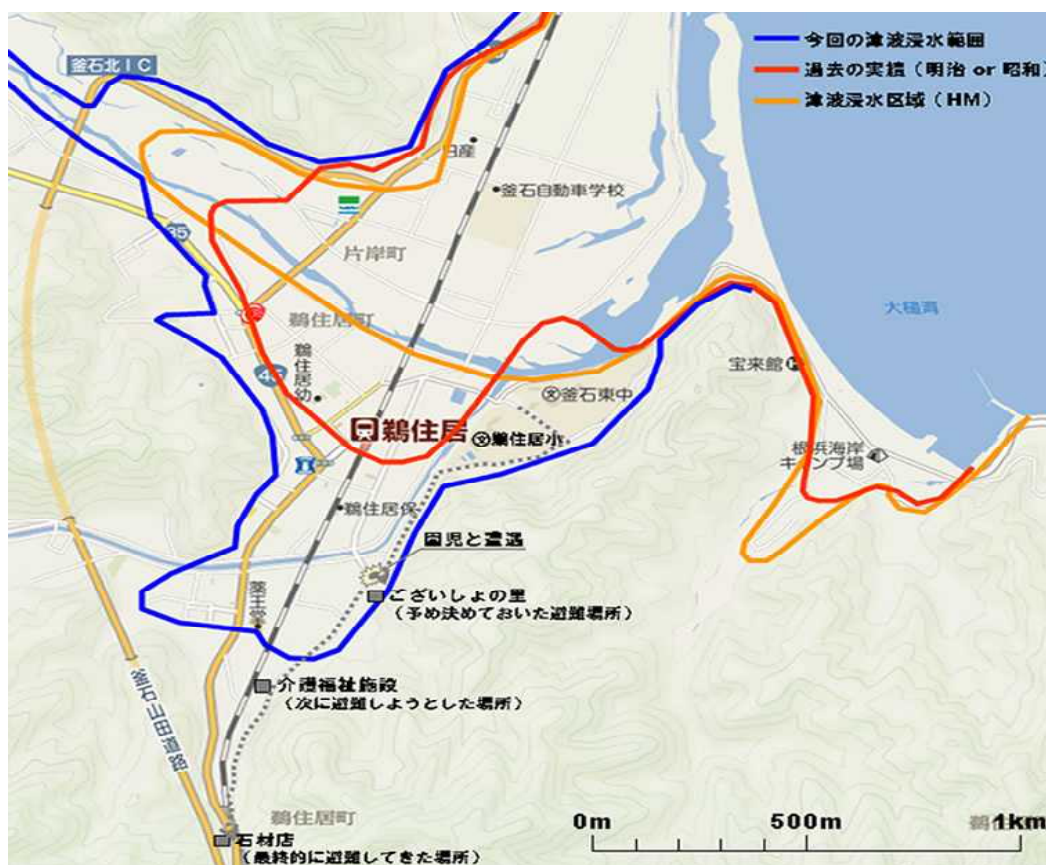 今回の津波浸水範囲
過去の実績（明治 or 昭和）
津波浸水区域（HM）
釜石北IC
日産
釜石自動車学校
片岸町
35
鵜住居町
大槌湾
45
鵜住居幼
宝来館
釜石東中
鵜住居
鵜住居小
根浜海岸
キャンプ場
鵜住居保
園児と遭遇
ございしょの里
（予め決めておいた避難場所）
薬王堂
介護福祉施設
（次に避難しようとした場所）
釜石山田道路
鵜住居町
石材店
（最終的に避難してきた場所）
0m
500m
1km